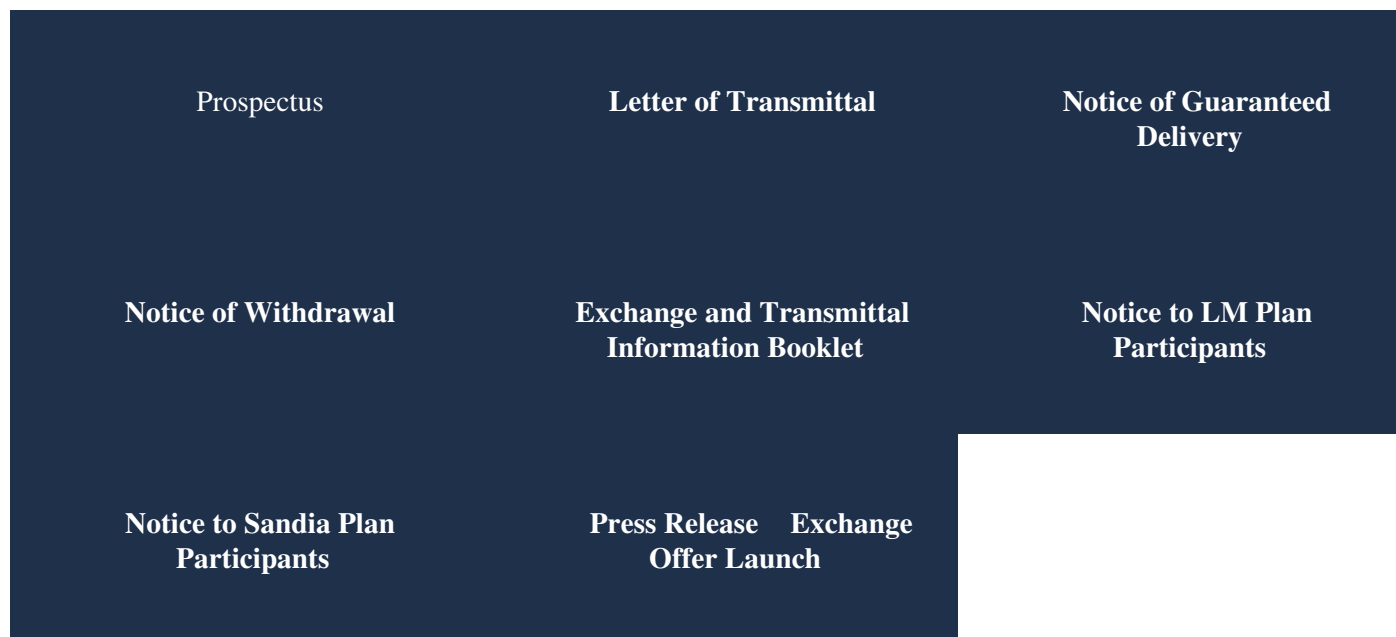 Prospectus
Letter of Transmittal
Notice of Guaranteed
Delivery
Notice of Withdrawal
Exchange and Transmittal
Information Booklet
Notice to LM Plan
Participants
Notice to Sandia Plan
Participants
Press Release Exchange
Offer Launch